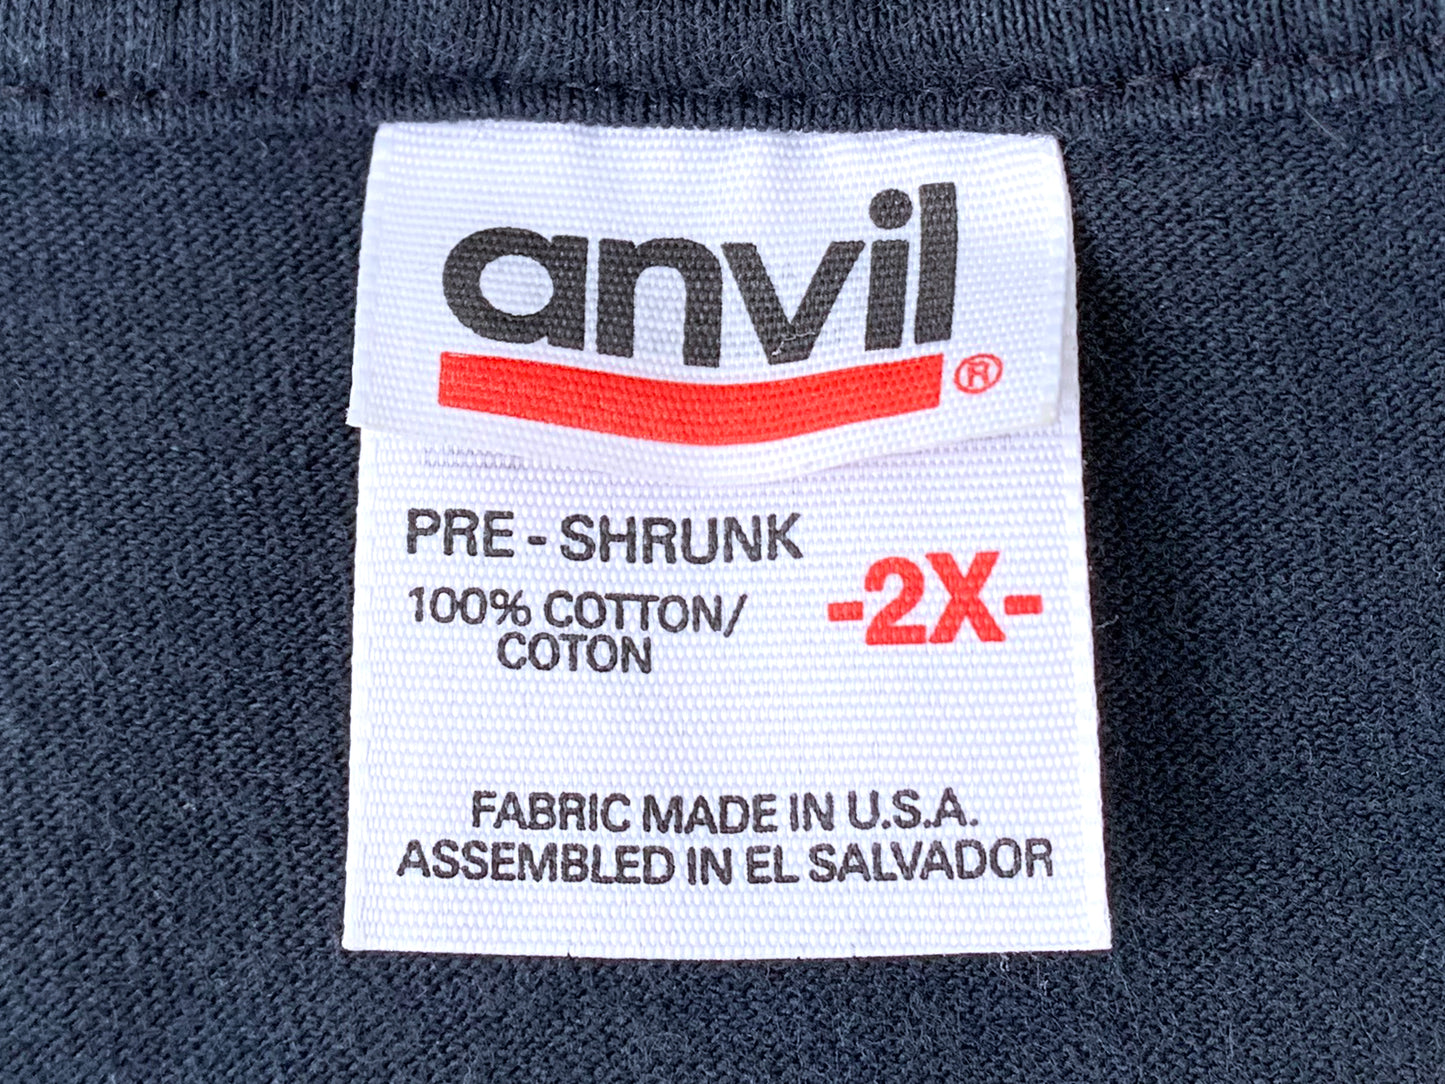 anvil®
PRE - SHRUNK
100% COTTON/
COTON
-2X-
FABRIC MADE IN U.S.A.
ASSEMBLED IN EL SALVADOR